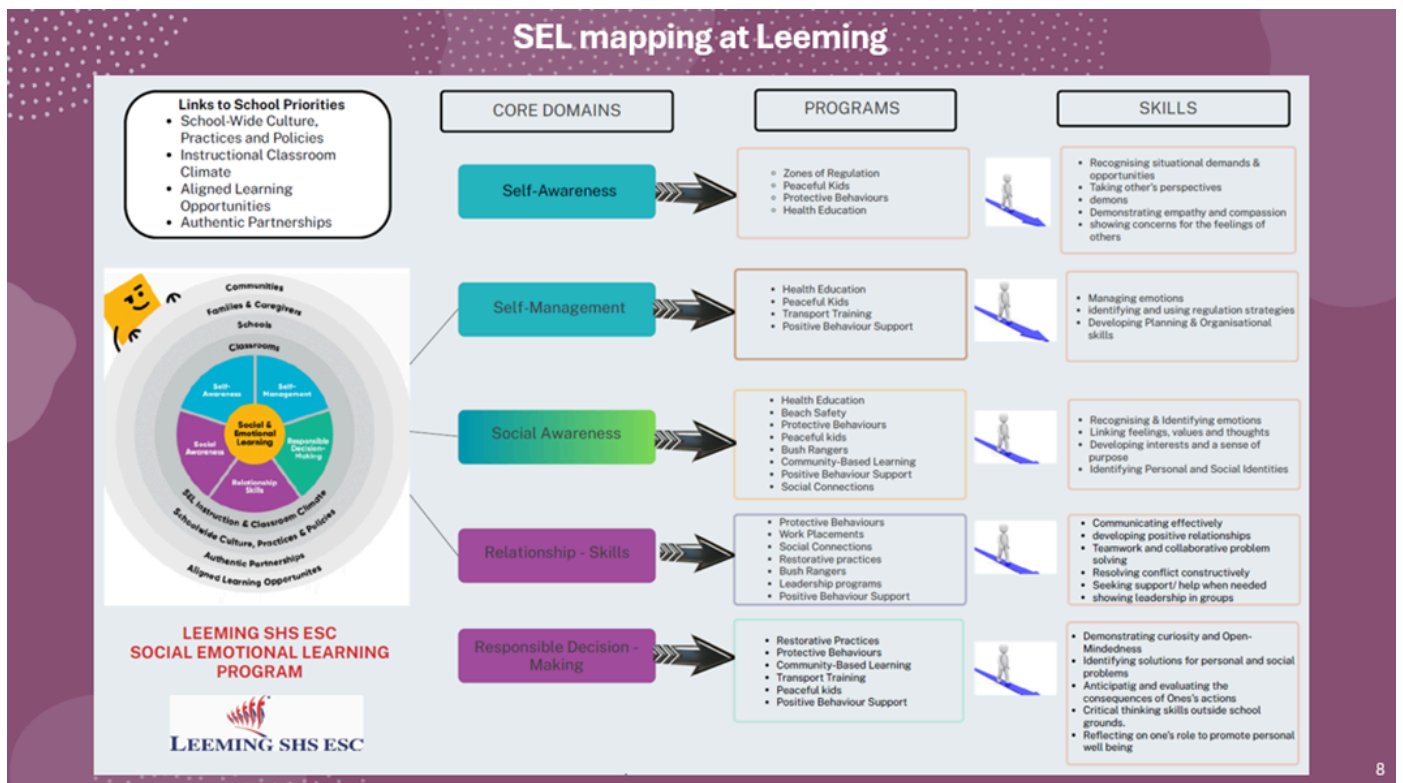 SEL mapping at Leeming
Links to School Priorities
• School-Wide Culture,
Practices and Policies
• Instructional Classroom
Climate
• Aligned Learning
Opportunities
• Authentic Partnerships
Communities
Families & Caregivers
Schools
Classrooms
Self-
Awareness
Self-
Management
Social &
Emotional
Learning
Social
Awareness
Responsible
Decision-
Making
Relationship
Skills
SEL Instruction & Classroom Climate
Schoolwide Culture, Practices & Policies
Authentic Partnerships
Aligned Learning Opportunites
LEEMING SHS ESC
SOCIAL EMOTIONAL LEARNING
PROGRAM
LEEMING SHS ESC
CORE DOMAINS
PROGRAMS
SKILLS
Self-Awareness
◦ Zones of Regulation
◦ Peaceful Kids
◦ Protective Behaviours
◦ Health Education
• Recognising situational demands &
opportunities
• Taking other's perspectives
• demons
• Demonstrating empathy and compassion
• showing concerns for the feelings of
others
Self-Management
• Health Education
• Peaceful Kids
• Transport Training
• Positive Behaviour Support
• Managing emotions
• identifying and using regulation strategies
• Developing Planning & Organisational
skills
Social Awareness
• Health Education
• Beach Safety
• Protective Behaviours
• Peaceful kids
• Bush Rangers
• Community-Based Learning
• Positive Behaviour Support
• Social Connections
• Recognising & Identifying emotions
• Linking feelings, values and thoughts
• Developing interests and a sense of
purpose
• Identifying Personal and Social Identities
Relationship - Skills
• Protective Behaviours
• Work Placements
• Social Connections
• Restorative practices
• Bush Rangers
• Leadership programs
• Positive Behaviour Support
• Communicating effectively
• developing positive relationships
• Teamwork and collaborative problem
solving
• Resolving conflict constructively
• Seeking support/ help when needed
• showing leadership in groups
Responsible Decision -
Making
• Restorative Practices
• Protective Behaviours
• Community-Based Learning
• Transport Training
• Peaceful kids
• Positive Behaviour Support
• Demonstrating curiosity and Open-
Mindedness
• Identifying solutions for personal and social
problems
• Anticipatig and evaluating the
consequences of Ones's actions
• Critical thinking skills outside school
grounds.
• Reflecting on one's role to promote personal
well being
8